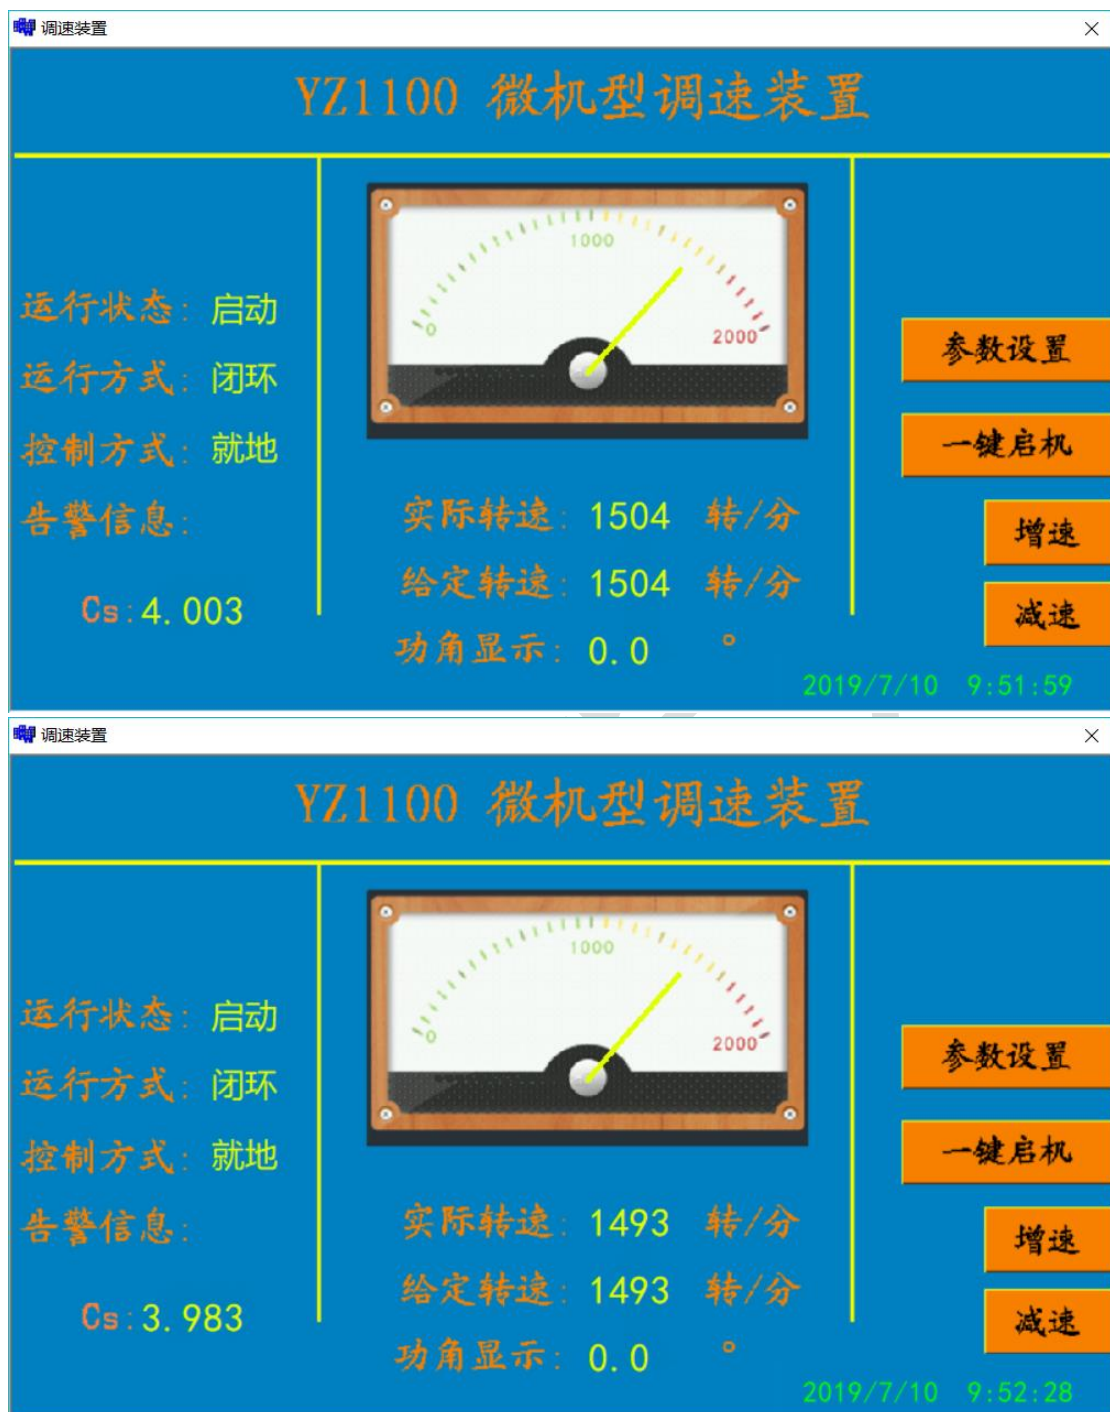 调速装置
YZ1100 微机型调速装置
运行状态: 启动
运行方式: 闭环
控制方式: 就地
告警信息:
Cs:4.003
0
1000
2000
实际转速: 1504 转/分
给定转速: 1504 转/分
功角显示: 0.0 °
参数设置
一键启机
增速
减速
2019/7/10 9:51:59
调速装置
YZ1100 微机型调速装置
运行状态: 启动
运行方式: 闭环
控制方式: 就地
告警信息:
Cs:3.983
0
1000
2000
实际转速: 1493 转/分
给定转速: 1493 转/分
功角显示: 0.0 °
参数设置
一键启机
增速
减速
2019/7/10 9:52:28